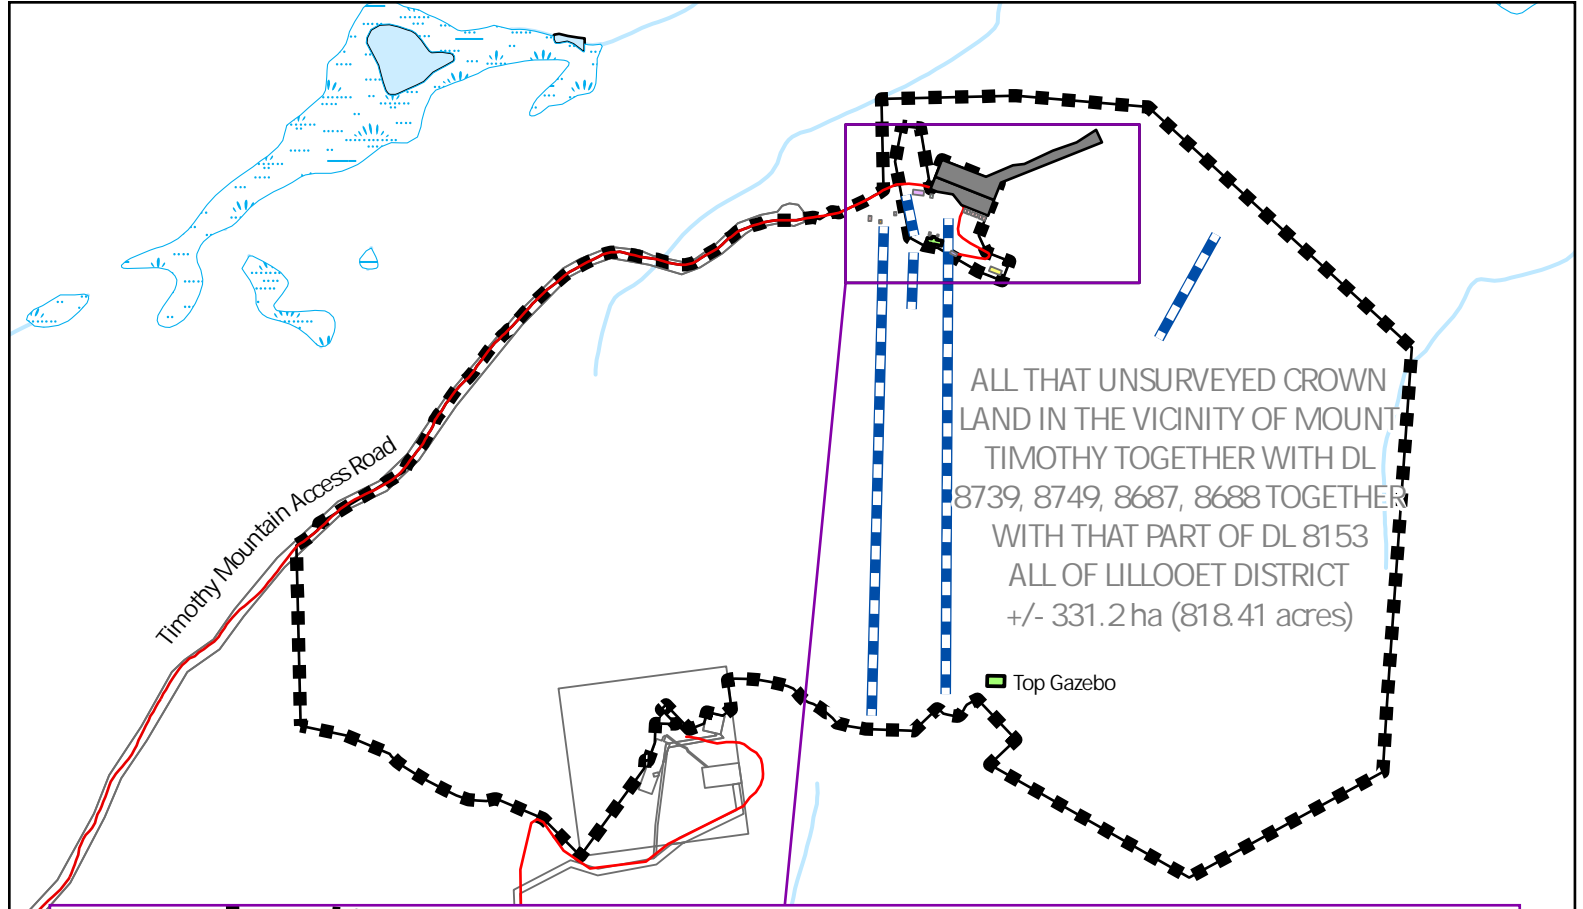 ALL THAT UNSURVEYED CROWN
LAND IN THE VICINITY OF MOUNT
TIMOTHY TOGETHER WITH DL
8739, 8749, 8687, 8688 TOGETHER
WITH THAT PART OF DL 8153
ALL OF LILLOOET DISTRICT
+/- 331.2 ha (818.41 acres)
Timothy Mountain Access Road
Top Gazebo